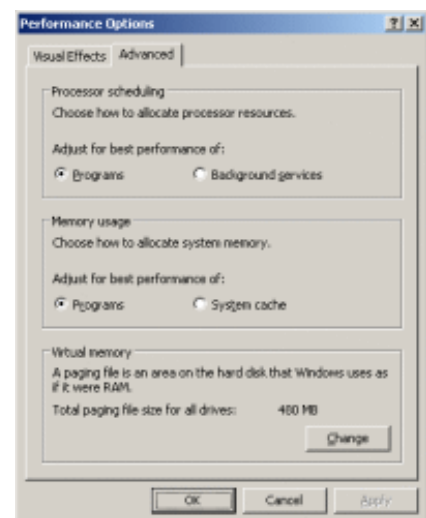 Performance Options
Visual Effects Advanced
Processor scheduling
Choose how to allocate processor resources.
Adjust for best performance of:
Programs Background services
Memory usage
Choose how to allocate system memory.
Adjust for best performance of:
Programs System cache
Virtual memory
A paging file is an area on the hard disk that Windows uses as
if it were RAM.
Total paging file size for all drives: 480 MB
Change
OK Cancel Apply